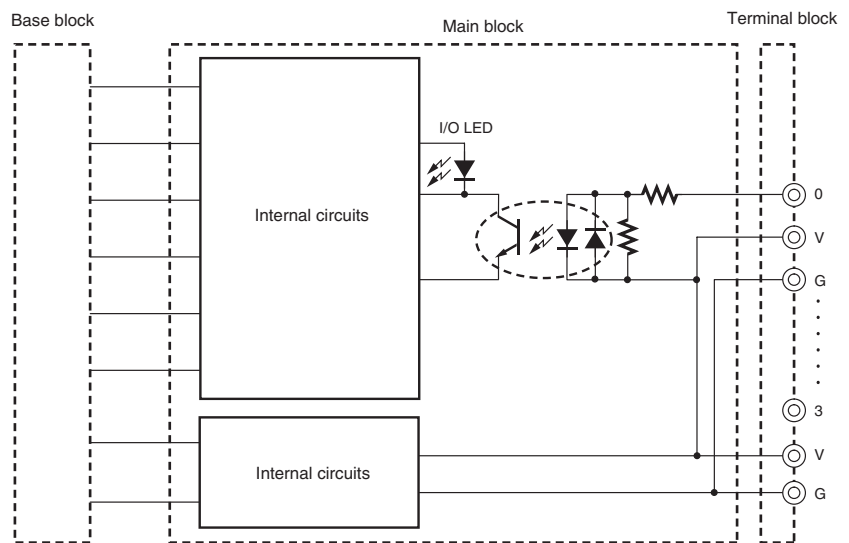 Base block
Main block
Terminal block
I/O LED
Internal circuits
0
V
G
3
Internal circuits
V
G